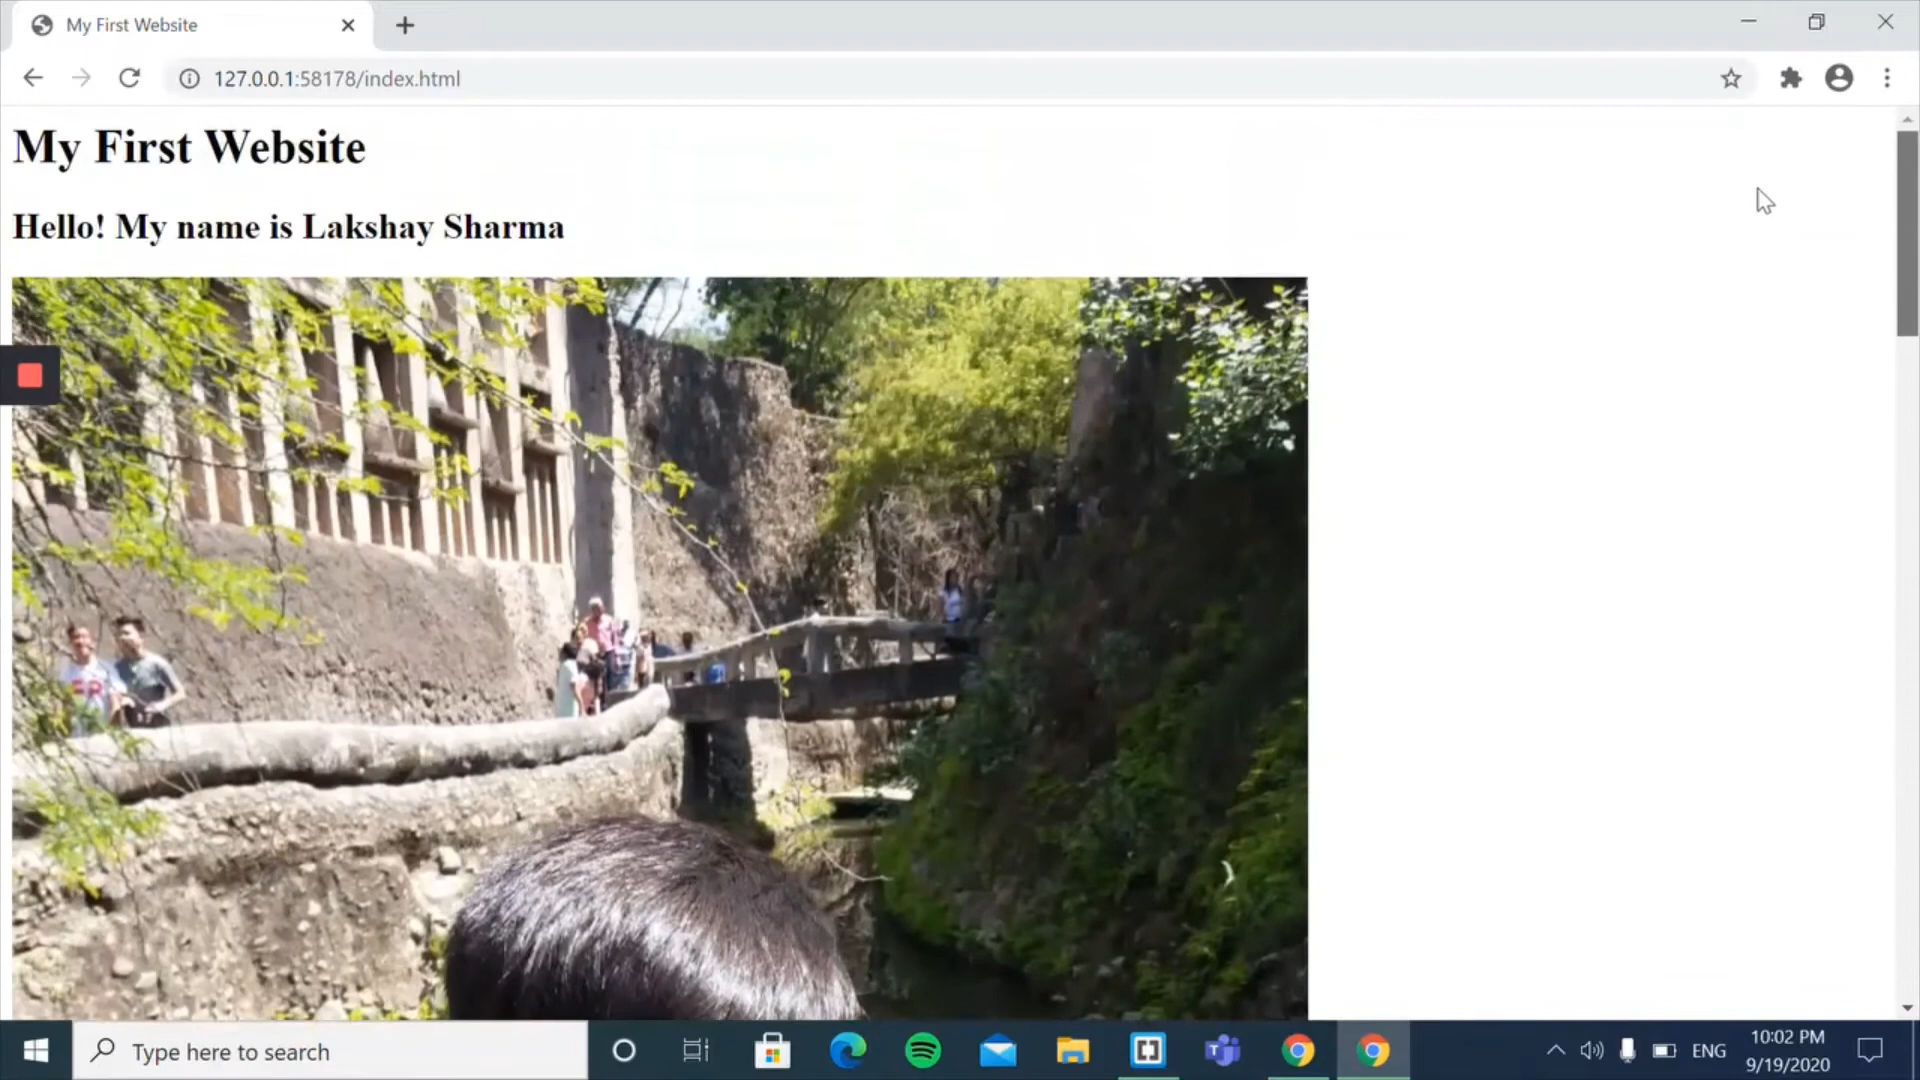 My First Website
127.0.0.1:58178/index.html
My First Website
Hello! My name is Lakshay Sharma
Type here to search
ENG
10:02 PM
9/19/2020